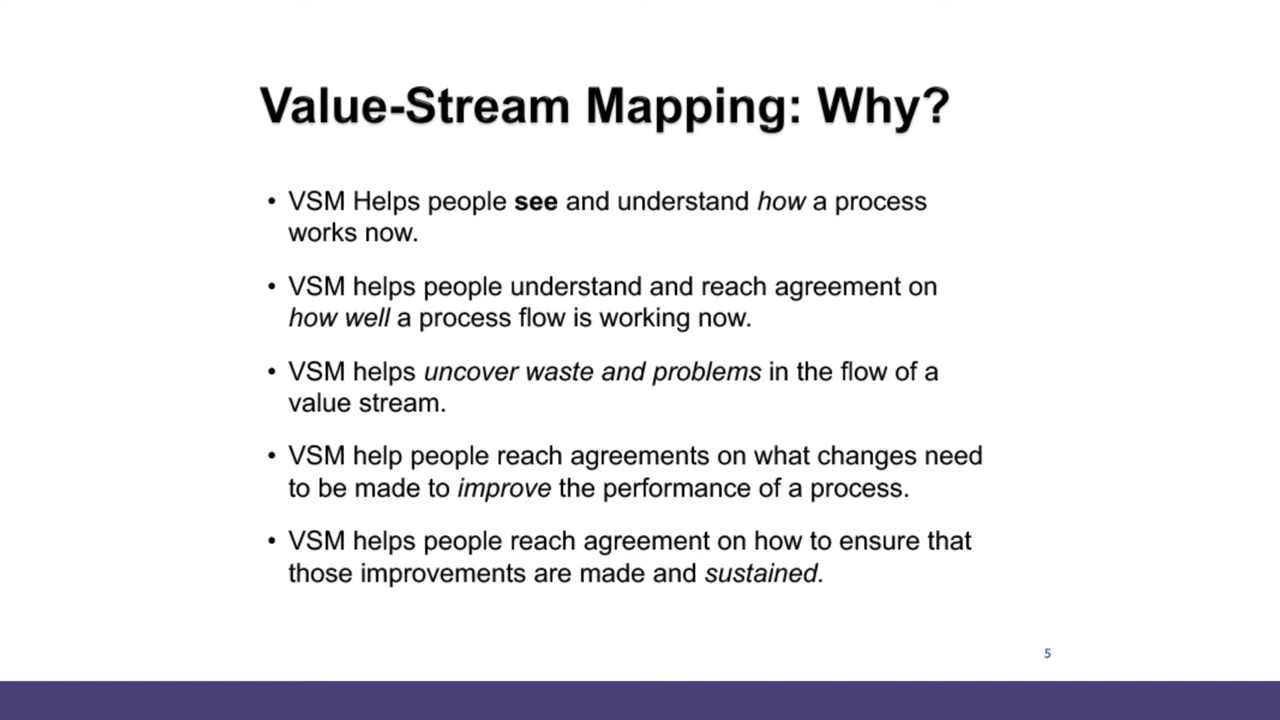 Value-Stream Mapping: Why?
• VSM Helps people see and understand how a process
works now.
• VSM helps people understand and reach agreement on
how well a process flow is working now.
• VSM helps uncover waste and problems in the flow of a
value stream.
• VSM help people reach agreements on what changes need
to be made to improve the performance of a process.
• VSM helps people reach agreement on how to ensure that
those improvements are made and sustained.
5